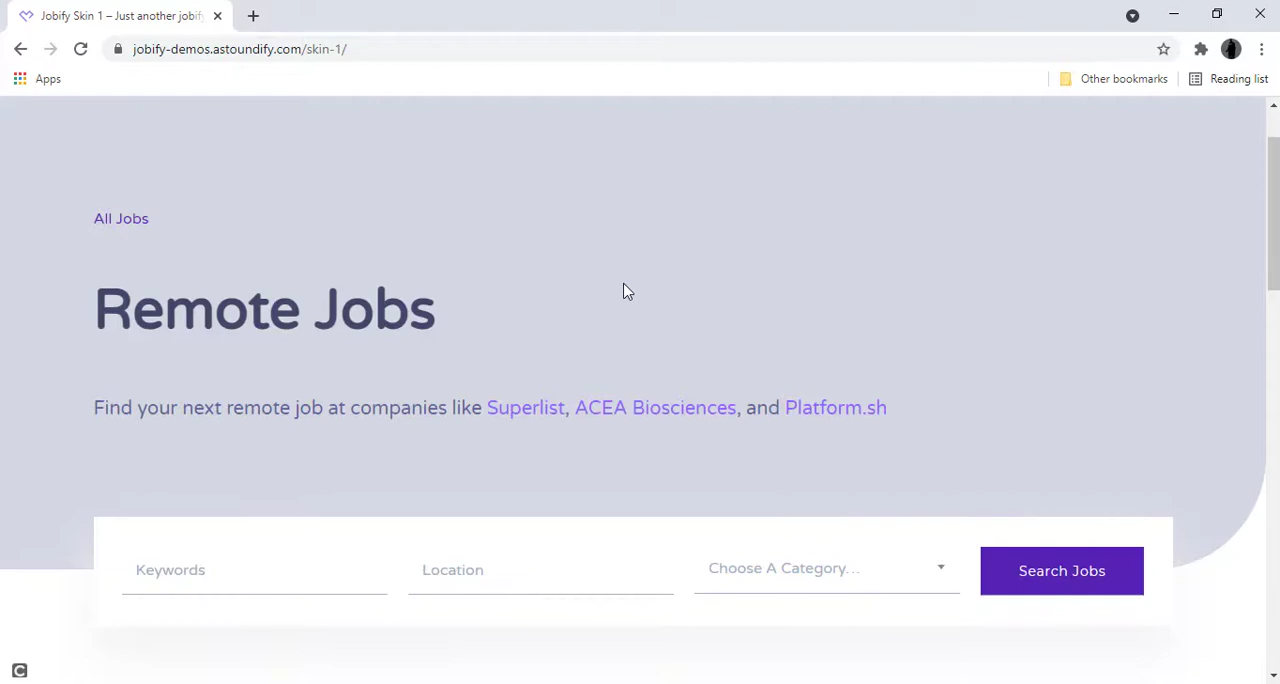 Jobify Skin 1 – Just another jobif
jobify-demos.astoundify.com/skin-1/
Apps
Other bookmarks
Reading list
All Jobs
Remote Jobs
Find your next remote job at companies like Superlist, ACEA Biosciences, and Platform.sh
Keywords
Location
Choose A Category...
Search Jobs
C